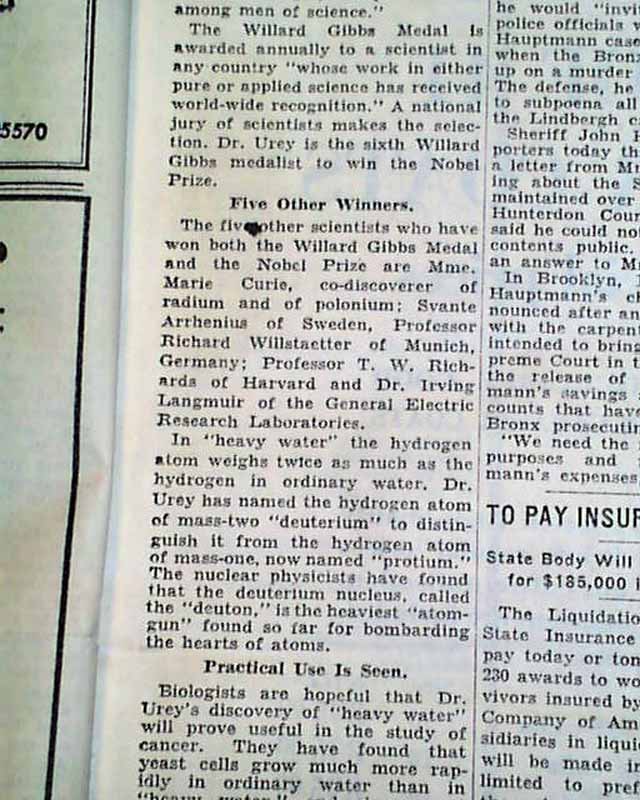 5570
among men of science."
The Willard Gibbs Medal is
awarded annually to a scientist in
any country "whose work in either
pure or applied science has received
world-wide recognition." A national
jury of scientists makes the selec-
tion. Dr. Urey is the sixth Willard
Gibbs medalist to win the Nobel
Prize.
Five Other Winners.
The five other scientists who have
won both the Willard Gibbs Medal
and the Nobel Prize are Mme.
Marie Curie, co-discoverer of
radium and of polonium; Svante
Arrhenius of Sweden, Professor
Richard Willstaetter of Munich,
Germany; Professor T. W. Rich-
ards of Harvard and Dr. Irving
Langmuir of the General Electric
Research Laboratories.
In "heavy water" the hydrogen
atom weighs twice as much as the
hydrogen in ordinary water. Dr.
Urey has named the hydrogen atom
of mass-two "deuterium" to distin-
guish it from the hydrogen atom
of mass-one, now named "protium."
The nuclear physicists have found
that the deuterium nucleus, called
the "deuton," is the heaviest "atom-
gun" found so far for bombarding
the hearts of atoms.
Practical Use Is Seen.
Biologists are hopeful that Dr.
Urey's discovery of "heavy water"
will prove useful in the study of
cancer. They have found that
yeast cells grow much more rap-
idly in ordinary water than in
"heavy water"
he would
police officials
Hauptmann case
when the Bronx
up on a murder
The defense, he
to subpoena all
the Lindbergh
Sheriff John
porters today
a letter from
ing about the
maintained over
Hunterdon
said he could
contents public.
an answer to
In Brooklyn,
Hauptmann's
nounced after
with the
intended to bring
preme Court in
the release of
mann's savings
counts that
Bronx
"We need the
purposes and
mann's expenses
TO PAY
State Body Will
for $185,000
The
State Insurance
pay today or
230 awards to
vivors insured by
Company of
sidiaries in
will be made
limited to